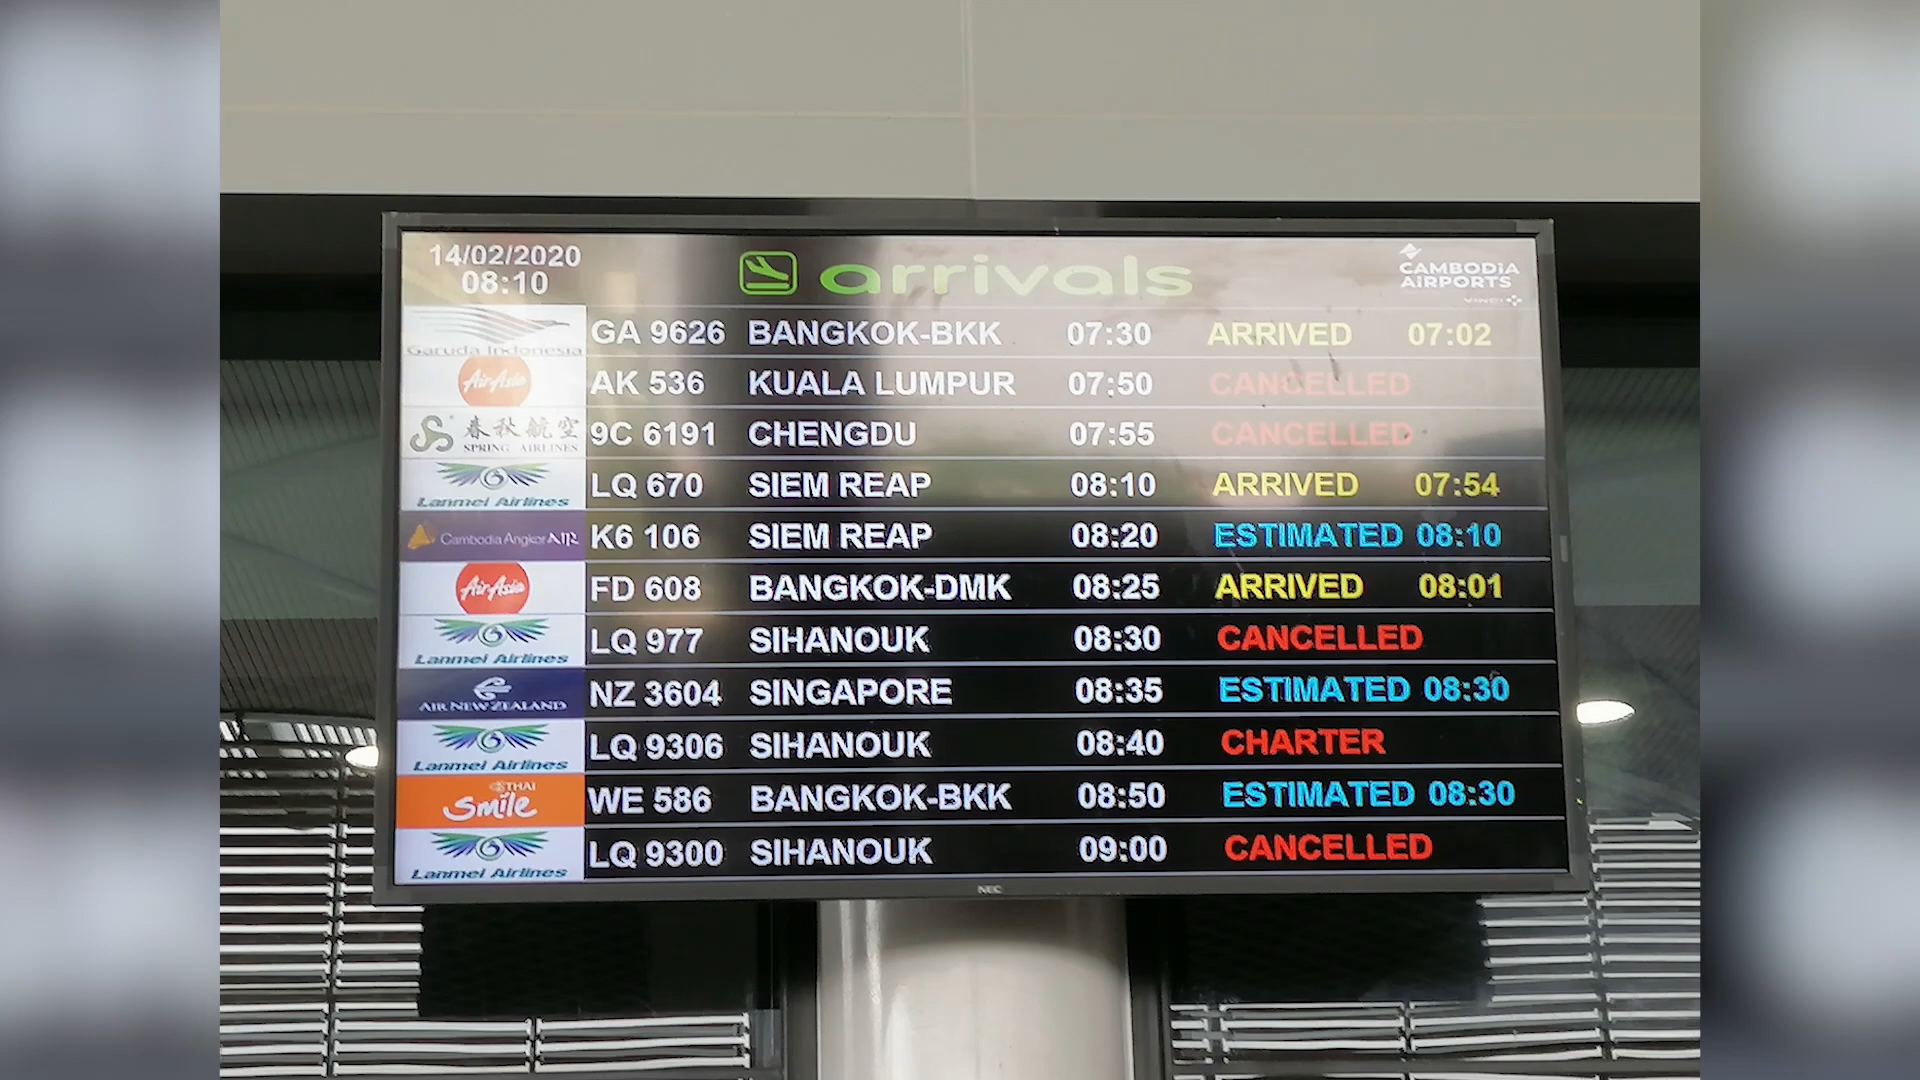 14/02/2020
08:10
arrivals
CAMBODIA
AIRPORTS
VINCI
Garuda Indonesia GA 9626 BANGKOK-BKK 07:30 ARRIVED 07:02
AirAsia AK 536 KUALA LUMPUR 07:50 CANCELLED
春秋航空
SPRING AIRLINES 9C 6191 CHENGDU 07:55 CANCELLED
Lanmei Airlines LQ 670 SIEM REAP 08:10 ARRIVED 07:54
Cambodia Angkor AIR K6 106 SIEM REAP 08:20 ESTIMATED 08:10
AirAsia FD 608 BANGKOK-DMK 08:25 ARRIVED 08:01
Lanmei Airlines LQ 977 SIHANOUK 08:30 CANCELLED
AIR NEW ZEALAND NZ 3604 SINGAPORE 08:35 ESTIMATED 08:30
Lanmei Airlines LQ 9306 SIHANOUK 08:40 CHARTER
THAI
Smile WE 586 BANGKOK-BKK 08:50 ESTIMATED 08:30
Lanmei Airlines LQ 9300 SIHANOUK 09:00 CANCELLED
NEC